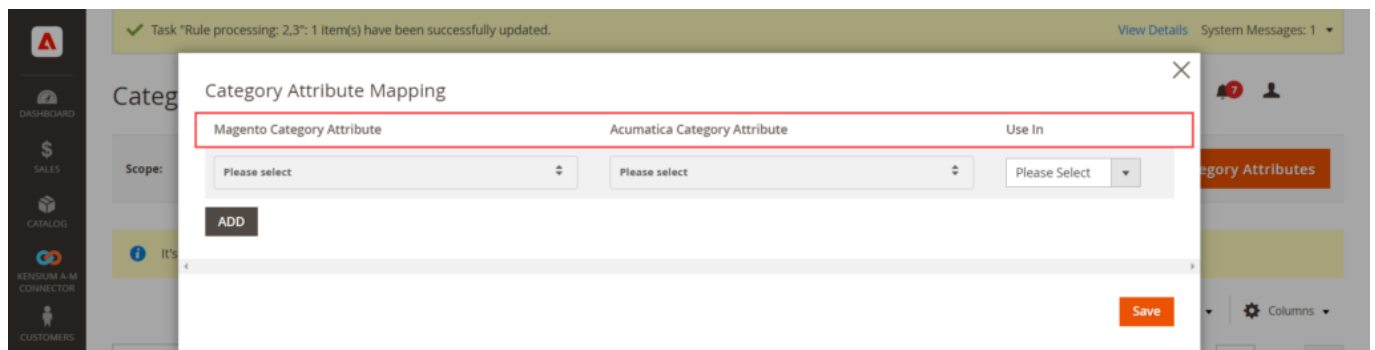 Task "Rule processing: 2,3": 1 item(s) have been successfully updated.
View Details System Messages: 1
Category Attribute Mapping
Categ
7
DASHBOARD
Magento Category Attribute Acumatica Category Attribute Use In
$
SALES
Scope:
Please select Please select Please Select
egory Attributes
CATALOG
ADD
It's
KENSIUM A-M
CONNECTOR
Save
Columns
CUSTOMERS